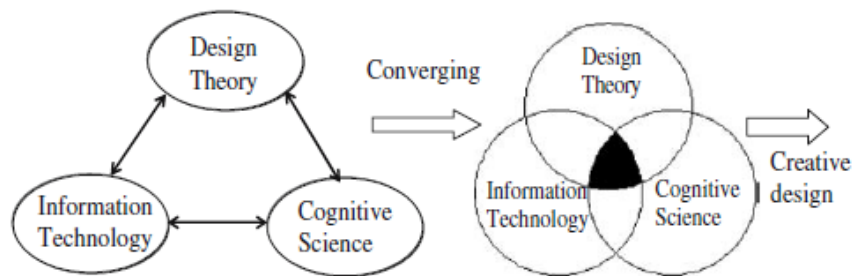 Design
Theory
Information
Technology
Cognitive
Science
Converging
Design
Theory
Information
Technology
Cognitive
Science
Creative
design